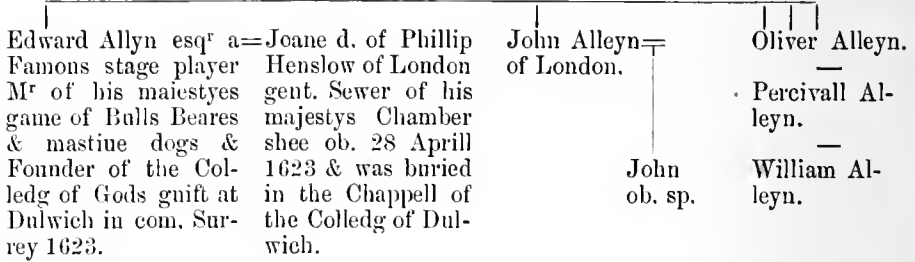 Edward Allyn esqʳ a=
Famons stage player
Mʳ of his maiestyes
game of Bulls Beares
& mastiue dogs &
Founder of the Col-
ledg of Gods guift at
Dulwich in com. Sur-
rey 1623.
Joane d. of Phillip
Henslow of London
gent. Sewer of his
majestys Chamber
shee ob. 28 Aprill
1623 & was buried
in the Chappell of
the Colledg of Dul-
wich.
John Alleyn=
of London.
John
ob. sp.
Oliver Alleyn.
Percivall Al-
leyn.
William Al-
leyn.